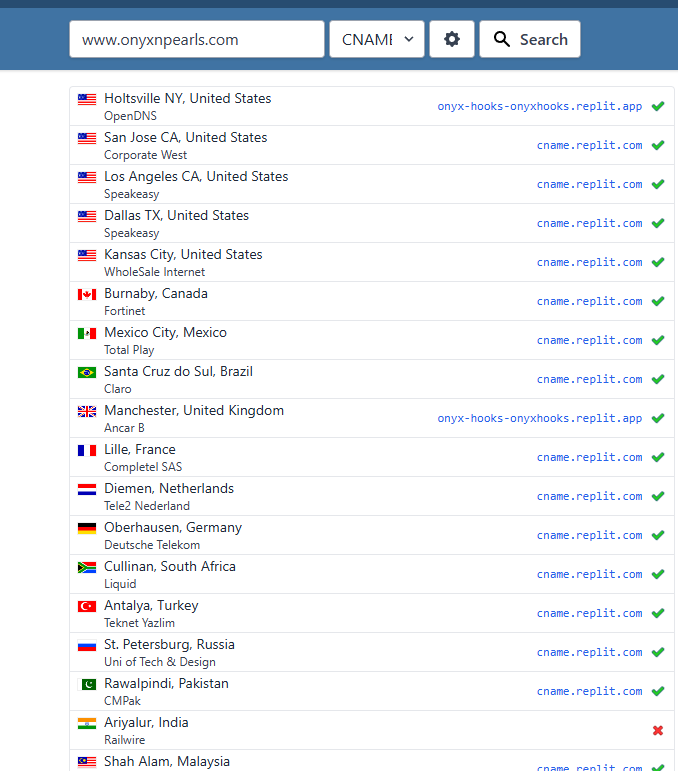 www.onyxnpearls.com
CNAME
Search
Holtsville NY, United States
OpenDNS
onyx-hooks-onyxhooks.replit.app
San Jose CA, United States
Corporate West
cname.replit.com
Los Angeles CA, United States
Speakeasy
cname.replit.com
Dallas TX, United States
Speakeasy
cname.replit.com
Kansas City, United States
WholeSale Internet
cname.replit.com
Burnaby, Canada
Fortinet
cname.replit.com
Mexico City, Mexico
Total Play
cname.replit.com
Santa Cruz do Sul, Brazil
Claro
cname.replit.com
Manchester, United Kingdom
Ancar B
onyx-hooks-onyxhooks.replit.app
Lille, France
Completel SAS
cname.replit.com
Diemen, Netherlands
Tele2 Nederland
cname.replit.com
Oberhausen, Germany
Deutsche Telekom
cname.replit.com
Cullinan, South Africa
Liquid
cname.replit.com
Antalya, Turkey
Teknet Yazlim
cname.replit.com
St. Petersburg, Russia
Uni of Tech & Design
cname.replit.com
Rawalpindi, Pakistan
CMPak
cname.replit.com
Ariyalur, India
Railwire
Shah Alam, Malaysia
cname.replit.com